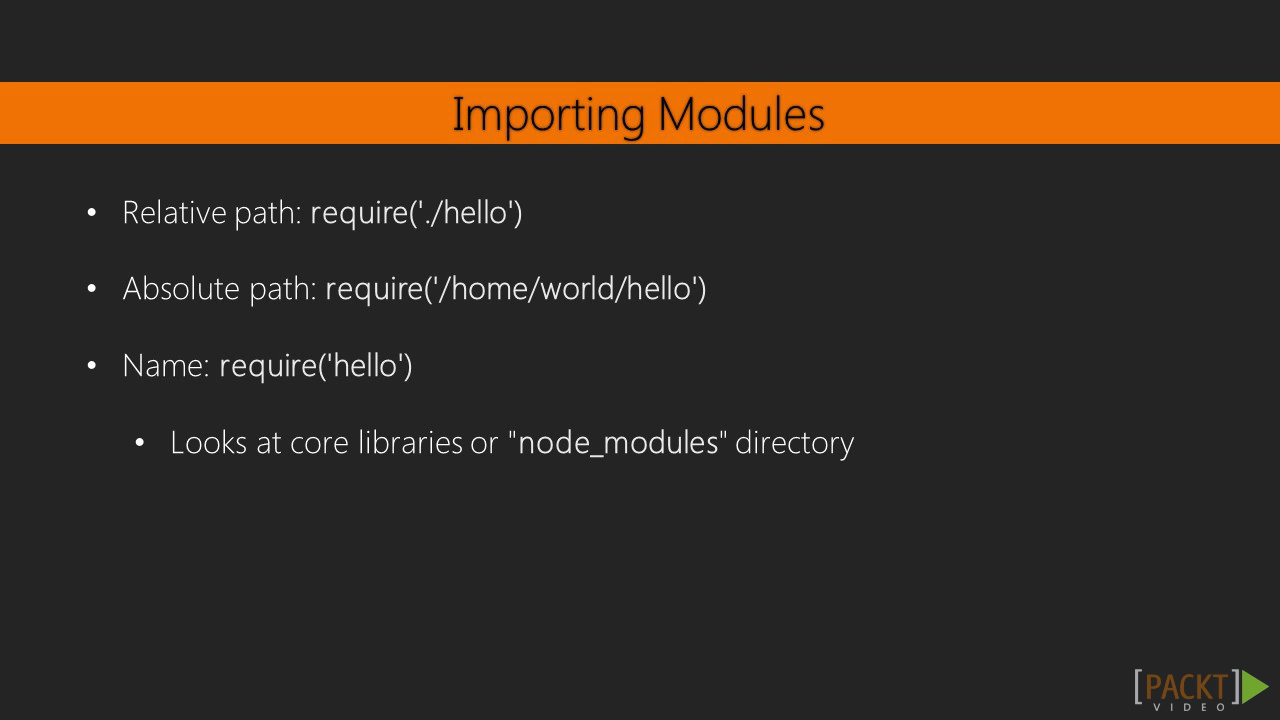 Importing Modules
• Relative path: require('./hello')
• Absolute path: require('/home/world/hello')
• Name: require('hello')
• Looks at core libraries or "node_modules" directory
[PACKT]
VIDEO